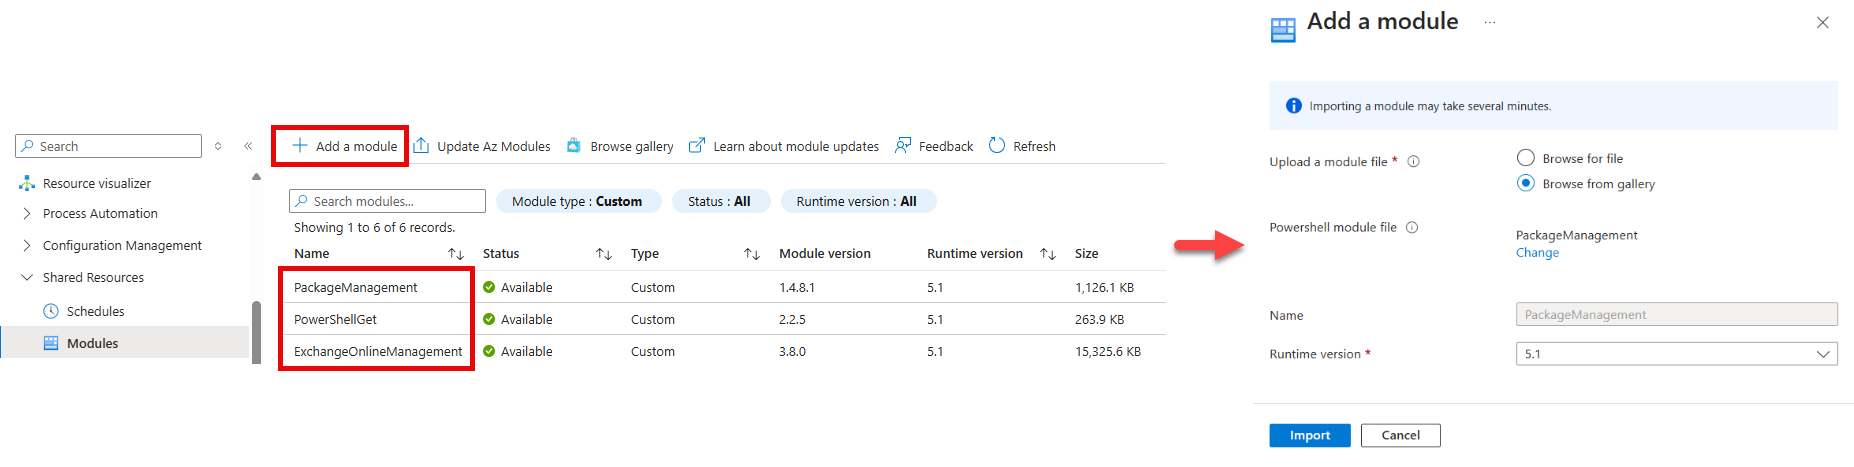 Search
Resource visualizer
Process Automation
Configuration Management
Shared Resources
Schedules
Modules
Add a module Update Az Modules Browse gallery Learn about module updates Feedback Refresh
Search modules... Module type : Custom Status : All Runtime version : All
Showing 1 to 6 of 6 records.
Name Status Type Module version Runtime version Size
PackageManagement Available Custom 1.4.8.1 5.1 1,126.1 KB
PowerShellGet Available Custom 2.2.5 5.1 263.9 KB
ExchangeOnlineManagement Available Custom 3.8.0 5.1 15,325.6 KB
Add a module ...
Importing a module may take several minutes.
Upload a module file * Browse for file
Browse from gallery
Powershell module file PackageManagement
Change
Name PackageManagement
Runtime version * 5.1
Import Cancel